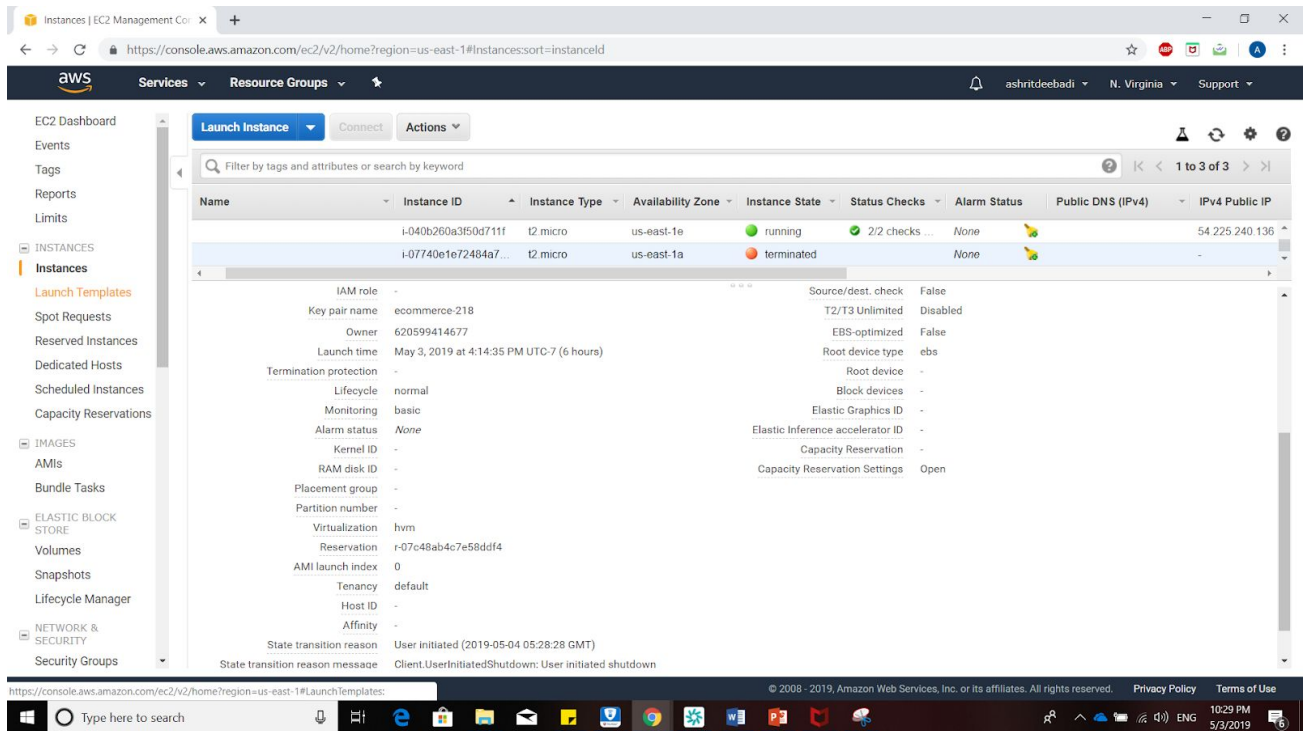 Instances | EC2 Management Con
https://console.aws.amazon.com/ec2/v2/home?region=us-east-1#Instances:sort=instanceId
ABP
A
aws Services Resource Groups ashritdeebadi N. Virginia Support
EC2 Dashboard
Events
Tags
Reports
Limits
INSTANCES
Instances
Launch Templates
Spot Requests
Reserved Instances
Dedicated Hosts
Scheduled Instances
Capacity Reservations
IMAGES
AMIs
Bundle Tasks
ELASTIC BLOCK
STORE
Volumes
Snapshots
Lifecycle Manager
NETWORK &
SECURITY
Security Groups
Launch Instance Connect Actions
Filter by tags and attributes or search by keyword 1 to 3 of 3
Name Instance ID Instance Type Availability Zone Instance State Status Checks Alarm Status Public DNS (IPv4) IPv4 Public IP
i-040b260a3f50d711f t2.micro us-east-1e running 2/2 checks ... None 54.225.240.136
i-07740e1e72484a7... t2.micro us-east-1a terminated None -
IAM role -
Key pair name ecommerce-218
Owner 620599414677
Launch time May 3, 2019 at 4:14:35 PM UTC-7 (6 hours)
Termination protection -
Lifecycle normal
Monitoring basic
Alarm status None
Kernel ID -
RAM disk ID -
Placement group -
Partition number -
Virtualization hvm
Reservation r-07c48ab4c7e58ddf4
AMI launch index 0
Tenancy default
Host ID -
Affinity -
State transition reason User initiated (2019-05-04 05:28:28 GMT)
State transition reason message Client.UserInitiatedShutdown: User initiated shutdown
Source/dest. check False
T2/T3 Unlimited Disabled
EBS-optimized False
Root device type ebs
Root device -
Block devices -
Elastic Graphics ID -
Elastic Inference accelerator ID -
Capacity Reservation -
Capacity Reservation Settings Open
https://console.aws.amazon.com/ec2/v2/home?region=us-east-1#LaunchTemplates:
© 2008 - 2019, Amazon Web Services, Inc. or its affiliates. All rights reserved. Privacy Policy Terms of Use
Type here to search
ENG
10:29 PM
5/3/2019
6